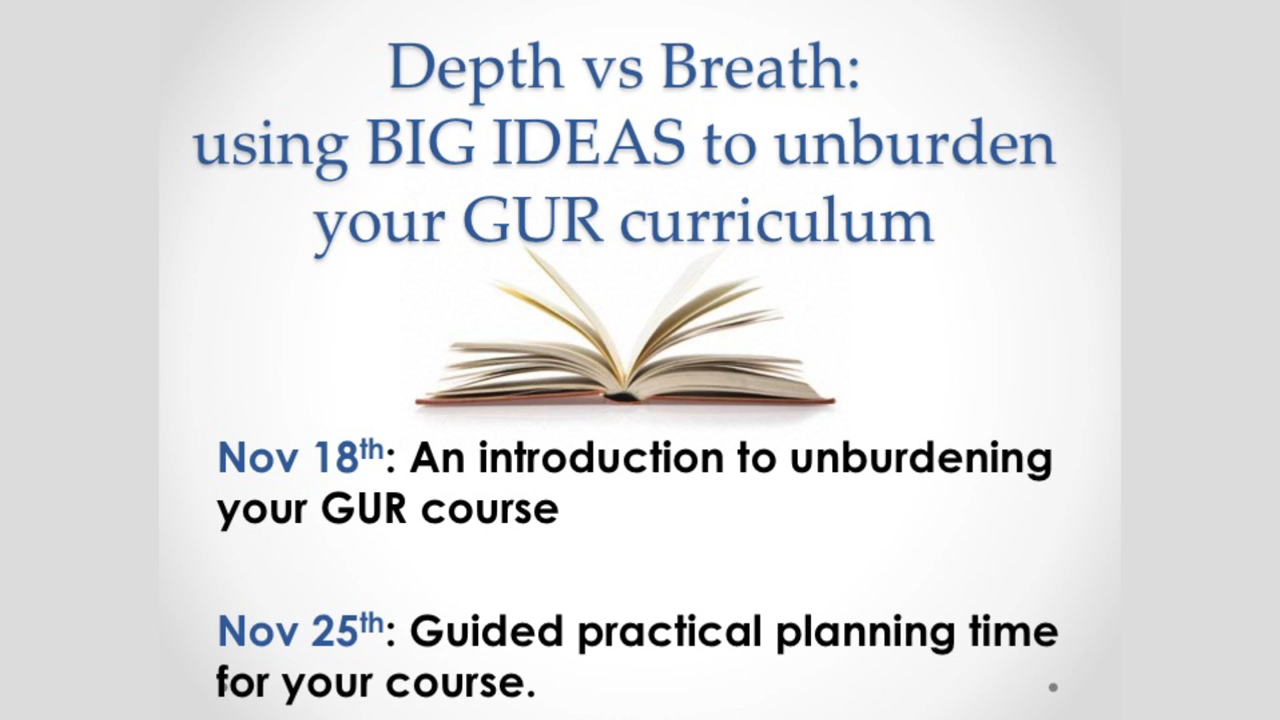 Depth vs Breath:
using BIG IDEAS to unburden
your GUR curriculum
Nov 18th: An introduction to unburdening
your GUR course
Nov 25th: Guided practical planning time
for your course.